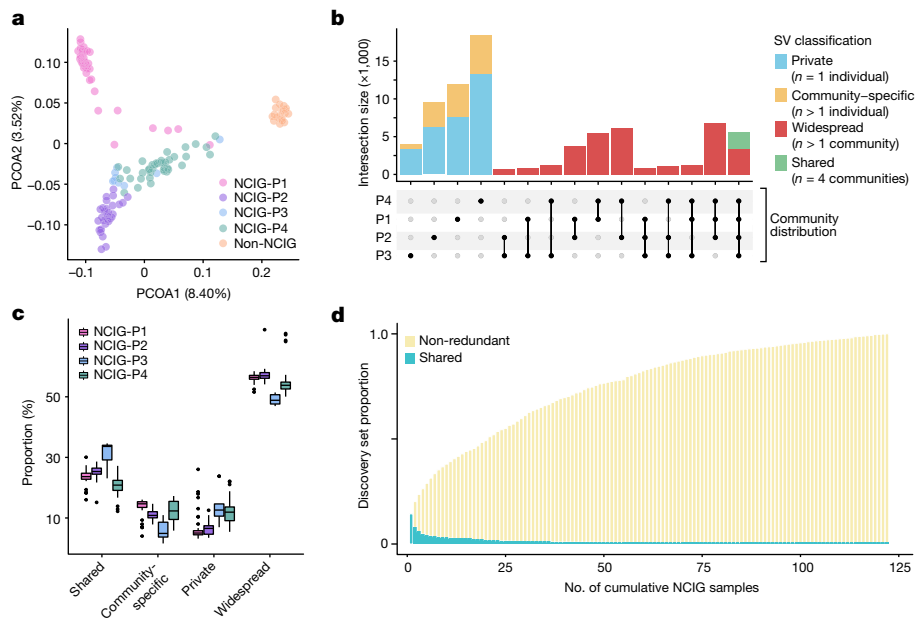 a
PCOA2 (3.52%)
0.10
0.05
0
−0.05
−0.10
−0.1
0
0.1
0.2
PCOA1 (8.40%)
NCIG-P1
NCIG-P2
NCIG-P3
NCIG-P4
Non-NCIG
b
Intersection size (×1,000)
15
10
5
0
P4
P1
P2
P3
Community
distribution
SV classification
Private
(n = 1 individual)
Community–specific
(n > 1 individual)
Widespread
(n > 1 community)
Shared
(n = 4 communities)
c
NCIG-P1
NCIG-P2
NCIG-P3
NCIG-P4
Proportion (%)
50
30
10
Shared
Community-
specific
Private
Widespread
d
Discovery set proportion
1.0
0
Non-redundant
Shared
0
25
50
75
100
125
No. of cumulative NCIG samples